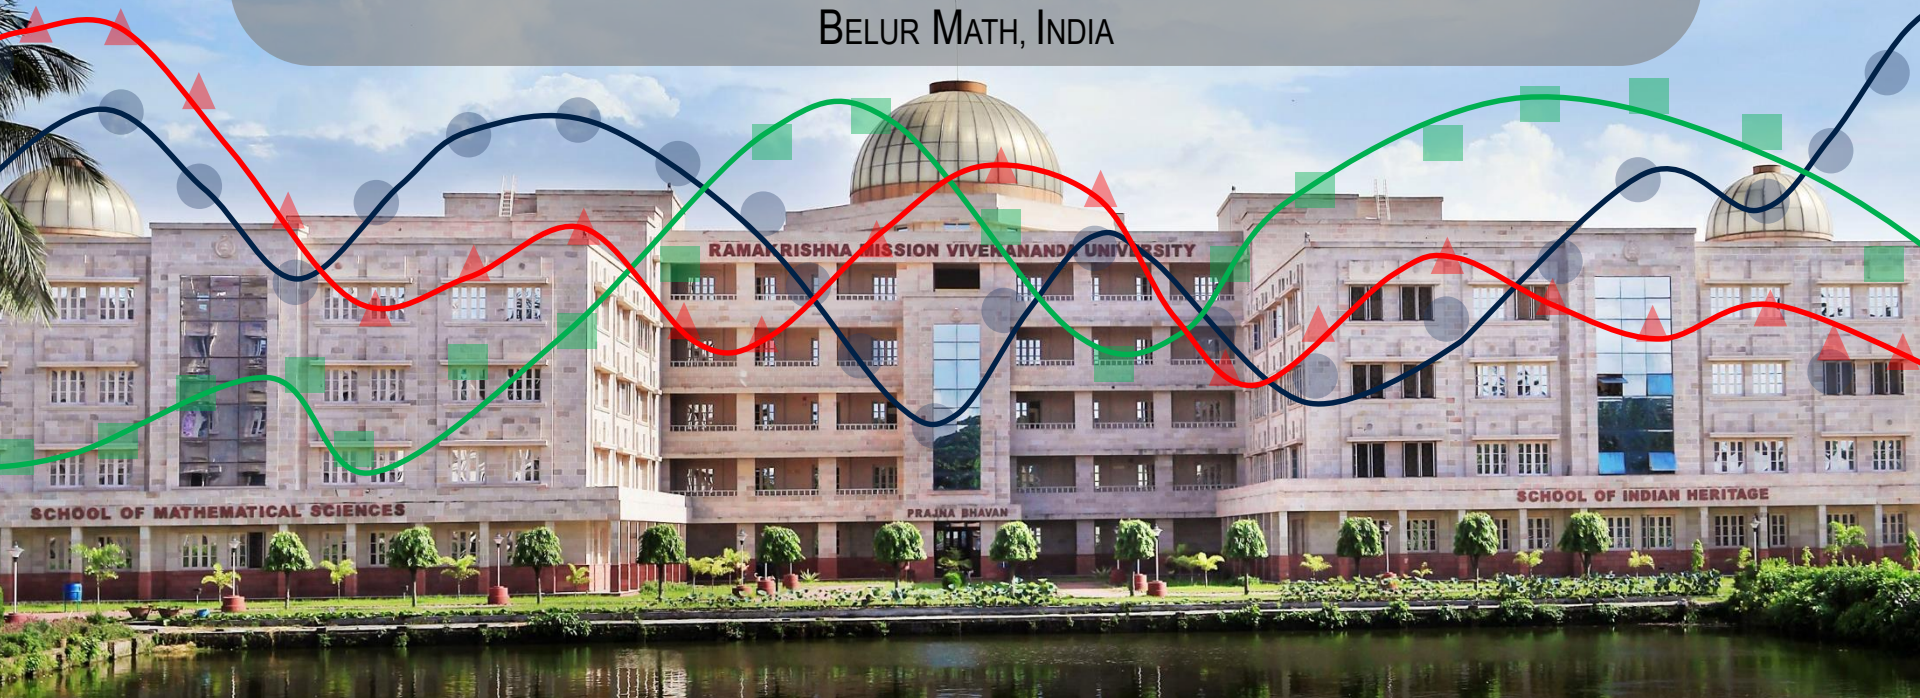 BELUR MATH, INDIA
RAMAKRISHNA MISSION VIVEKANANDA UNIVERSITY
SCHOOL OF MATHEMATICAL SCIENCES
PRAJNA BHAVAN
SCHOOL OF INDIAN HERITAGE